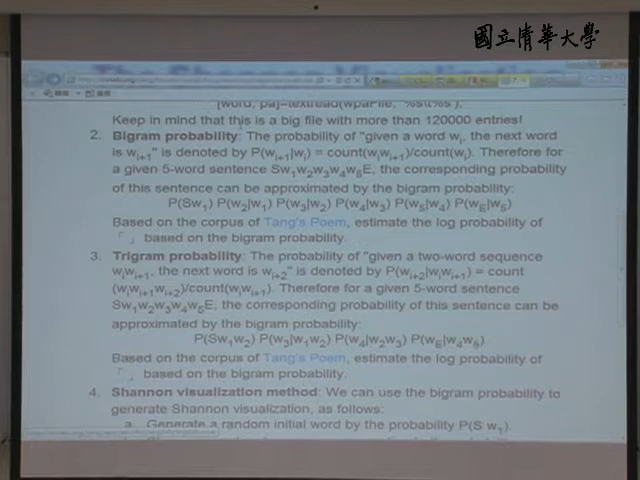 國立清華大學
[word, pa]=textread(wpaFile, '%s\t%s');
Keep in mind that this is a big file with more than 120000 entries!
2. Bigram probability: The probability of "given a word wi, the next word
is wi+1" is denoted by P(wi+1|wi) = count(wiwi+1)/count(wi). Therefore for
a given 5-word sentence Sw1w2w3w4w5E, the corresponding probability
of this sentence can be approximated by the bigram probability:
P(Sw1) P(w2|w1) P(w3|w2) P(w4|w3) P(w5|w4) P(wE|w5)
Based on the corpus of Tang's Poem, estimate the log probability of
「」 based on the bigram probability.
3. Trigram probability: The probability of "given a two-word sequence
wiwi+1, the next word is wi+2" is denoted by P(wi+2|wiwi+1) = count
(wiwi+1wi+2)/count(wiwi+1). Therefore for a given 5-word sentence
Sw1w2w3w4w5E, the corresponding probability of this sentence can be
approximated by the bigram probability:
P(Sw1w2) P(w3|w1w2) P(w4|w2w3) P(wE|w4w5)
Based on the corpus of Tang's Poem, estimate the log probability of
「」 based on the bigram probability.
4. Shannon visualization method: We can use the bigram probability to
generate Shannon visualization, as follows:
a. Generate a random initial word by the probability P(S w1).